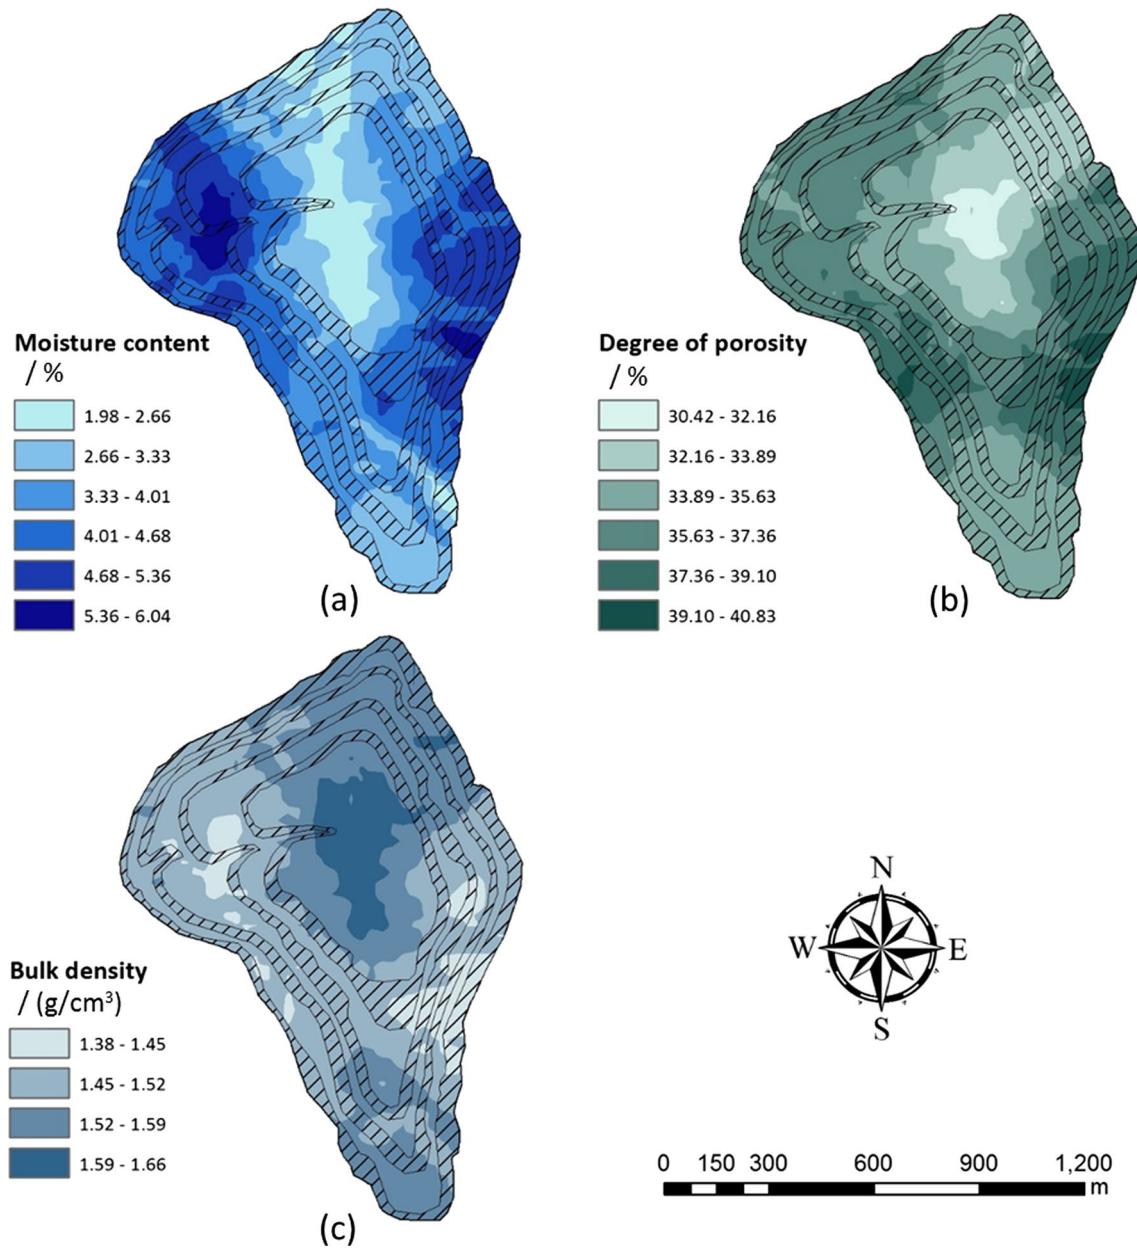 Moisture content
/ %
1.98 - 2.66
2.66 - 3.33
3.33 - 4.01
4.01 - 4.68
4.68 - 5.36
5.36 - 6.04
(a)
Degree of porosity
/ %
30.42 - 32.16
32.16 - 33.89
33.89 - 35.63
35.63 - 37.36
37.36 - 39.10
39.10 - 40.83
(b)
Bulk density
/ (g/cm³)
1.38 - 1.45
1.45 - 1.52
1.52 - 1.59
1.59 - 1.66
(c)
N
W E
S
0 150 300 600 900 1,200
m